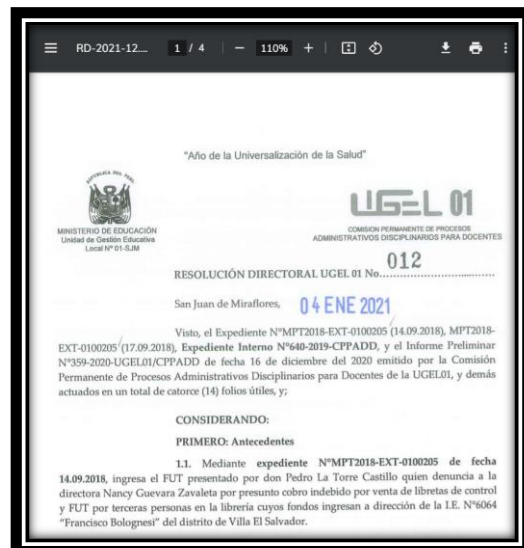 RD-2021-12....
1 / 4
110%
"Año de la Universalización de la Salud"
MINISTERIO DE EDUCACIÓN
Unidad de Gestión Educativa
Local Nº 01-SJM
UGEL 01
COMISION PERMANENTE DE PROCESOS
ADMINISTRATIVOS DISCIPLINARIOS PARA DOCENTES
RESOLUCIÓN DIRECTORAL UGEL 01 No. 012
San Juan de Miraflores, 04 ENE 2021
Visto, el Expediente N°MPT2018-EXT-0100205 (14.09.2018), MPT2018-
EXT-0100205 (17.09.2018), Expediente Interno N°640-2019-CPPADD, y el Informe Preliminar
N°359-2020-UGEL01/CPPADD de fecha 16 de diciembre del 2020 emitido por la Comisión
Permanente de Procesos Administrativos Disciplinarios para Docentes de la UGEL01, y demás
actuados en un total de catorce (14) folios útiles, y;
CONSIDERANDO:
PRIMERO: Antecedentes
1.1. Mediante expediente N°MPT2018-EXT-0100205 de fecha
14.09.2018, ingresa el FUT presentado por don Pedro La Torre Castillo quien denuncia a la
directora Nancy Guevara Zavaleta por presunto cobro indebido por venta de libretas de control
y FUT por terceras personas en la librería cuyos fondos ingresan a dirección de la I.E. N°6064
"Francisco Bolognesi" del distrito de Villa El Salvador.